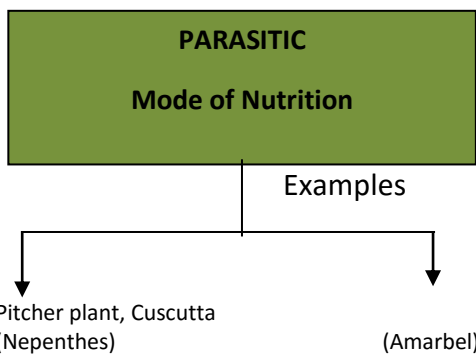 PARASITIC
Mode of Nutrition
Examples
Pitcher plant, Cuscutta
(Nepenthes) (Amarbel)